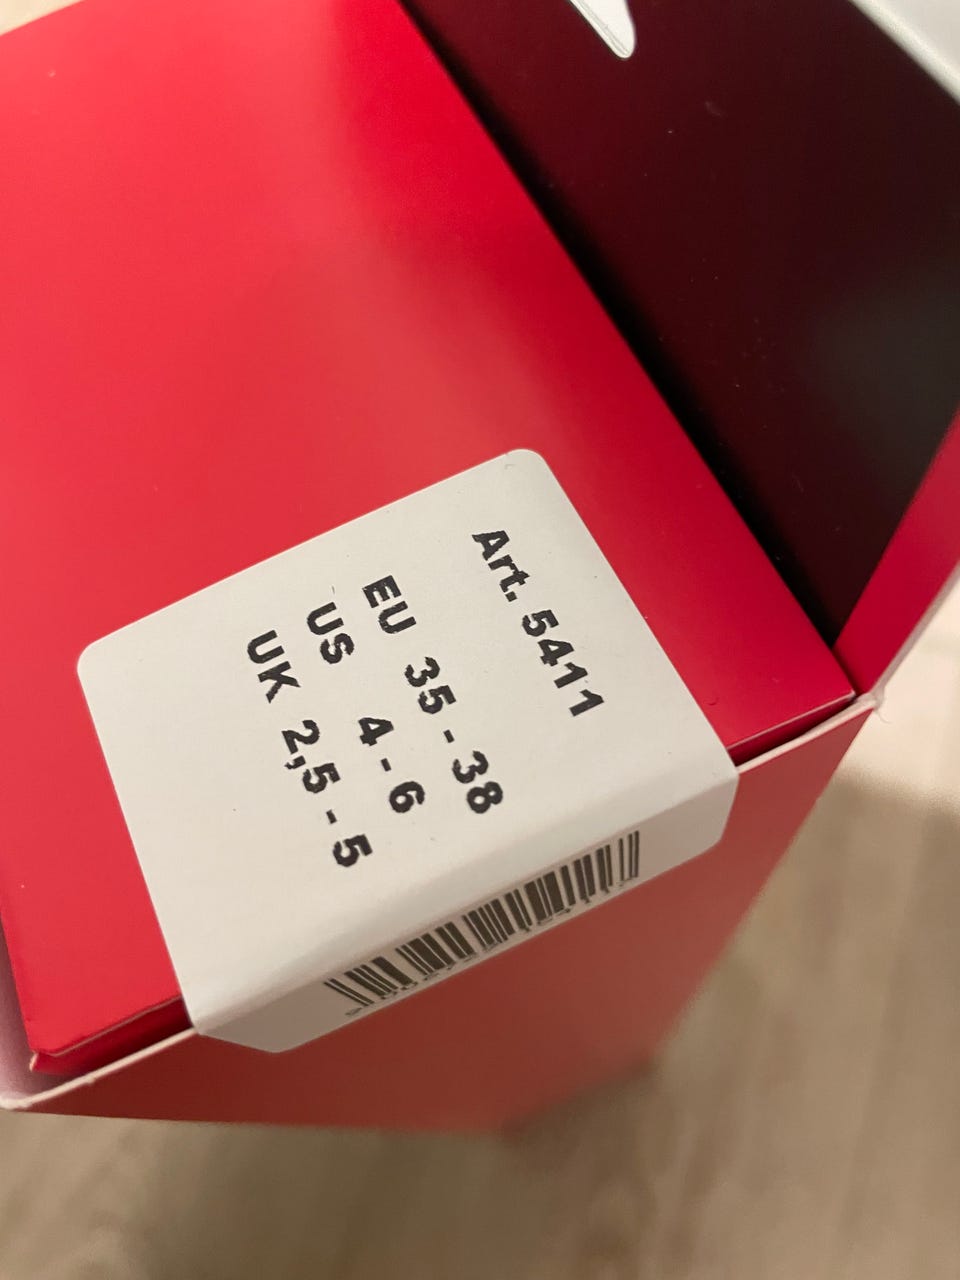 Art. 5411
EU 35 - 38
US 4 - 6
UK 2,5 - 5